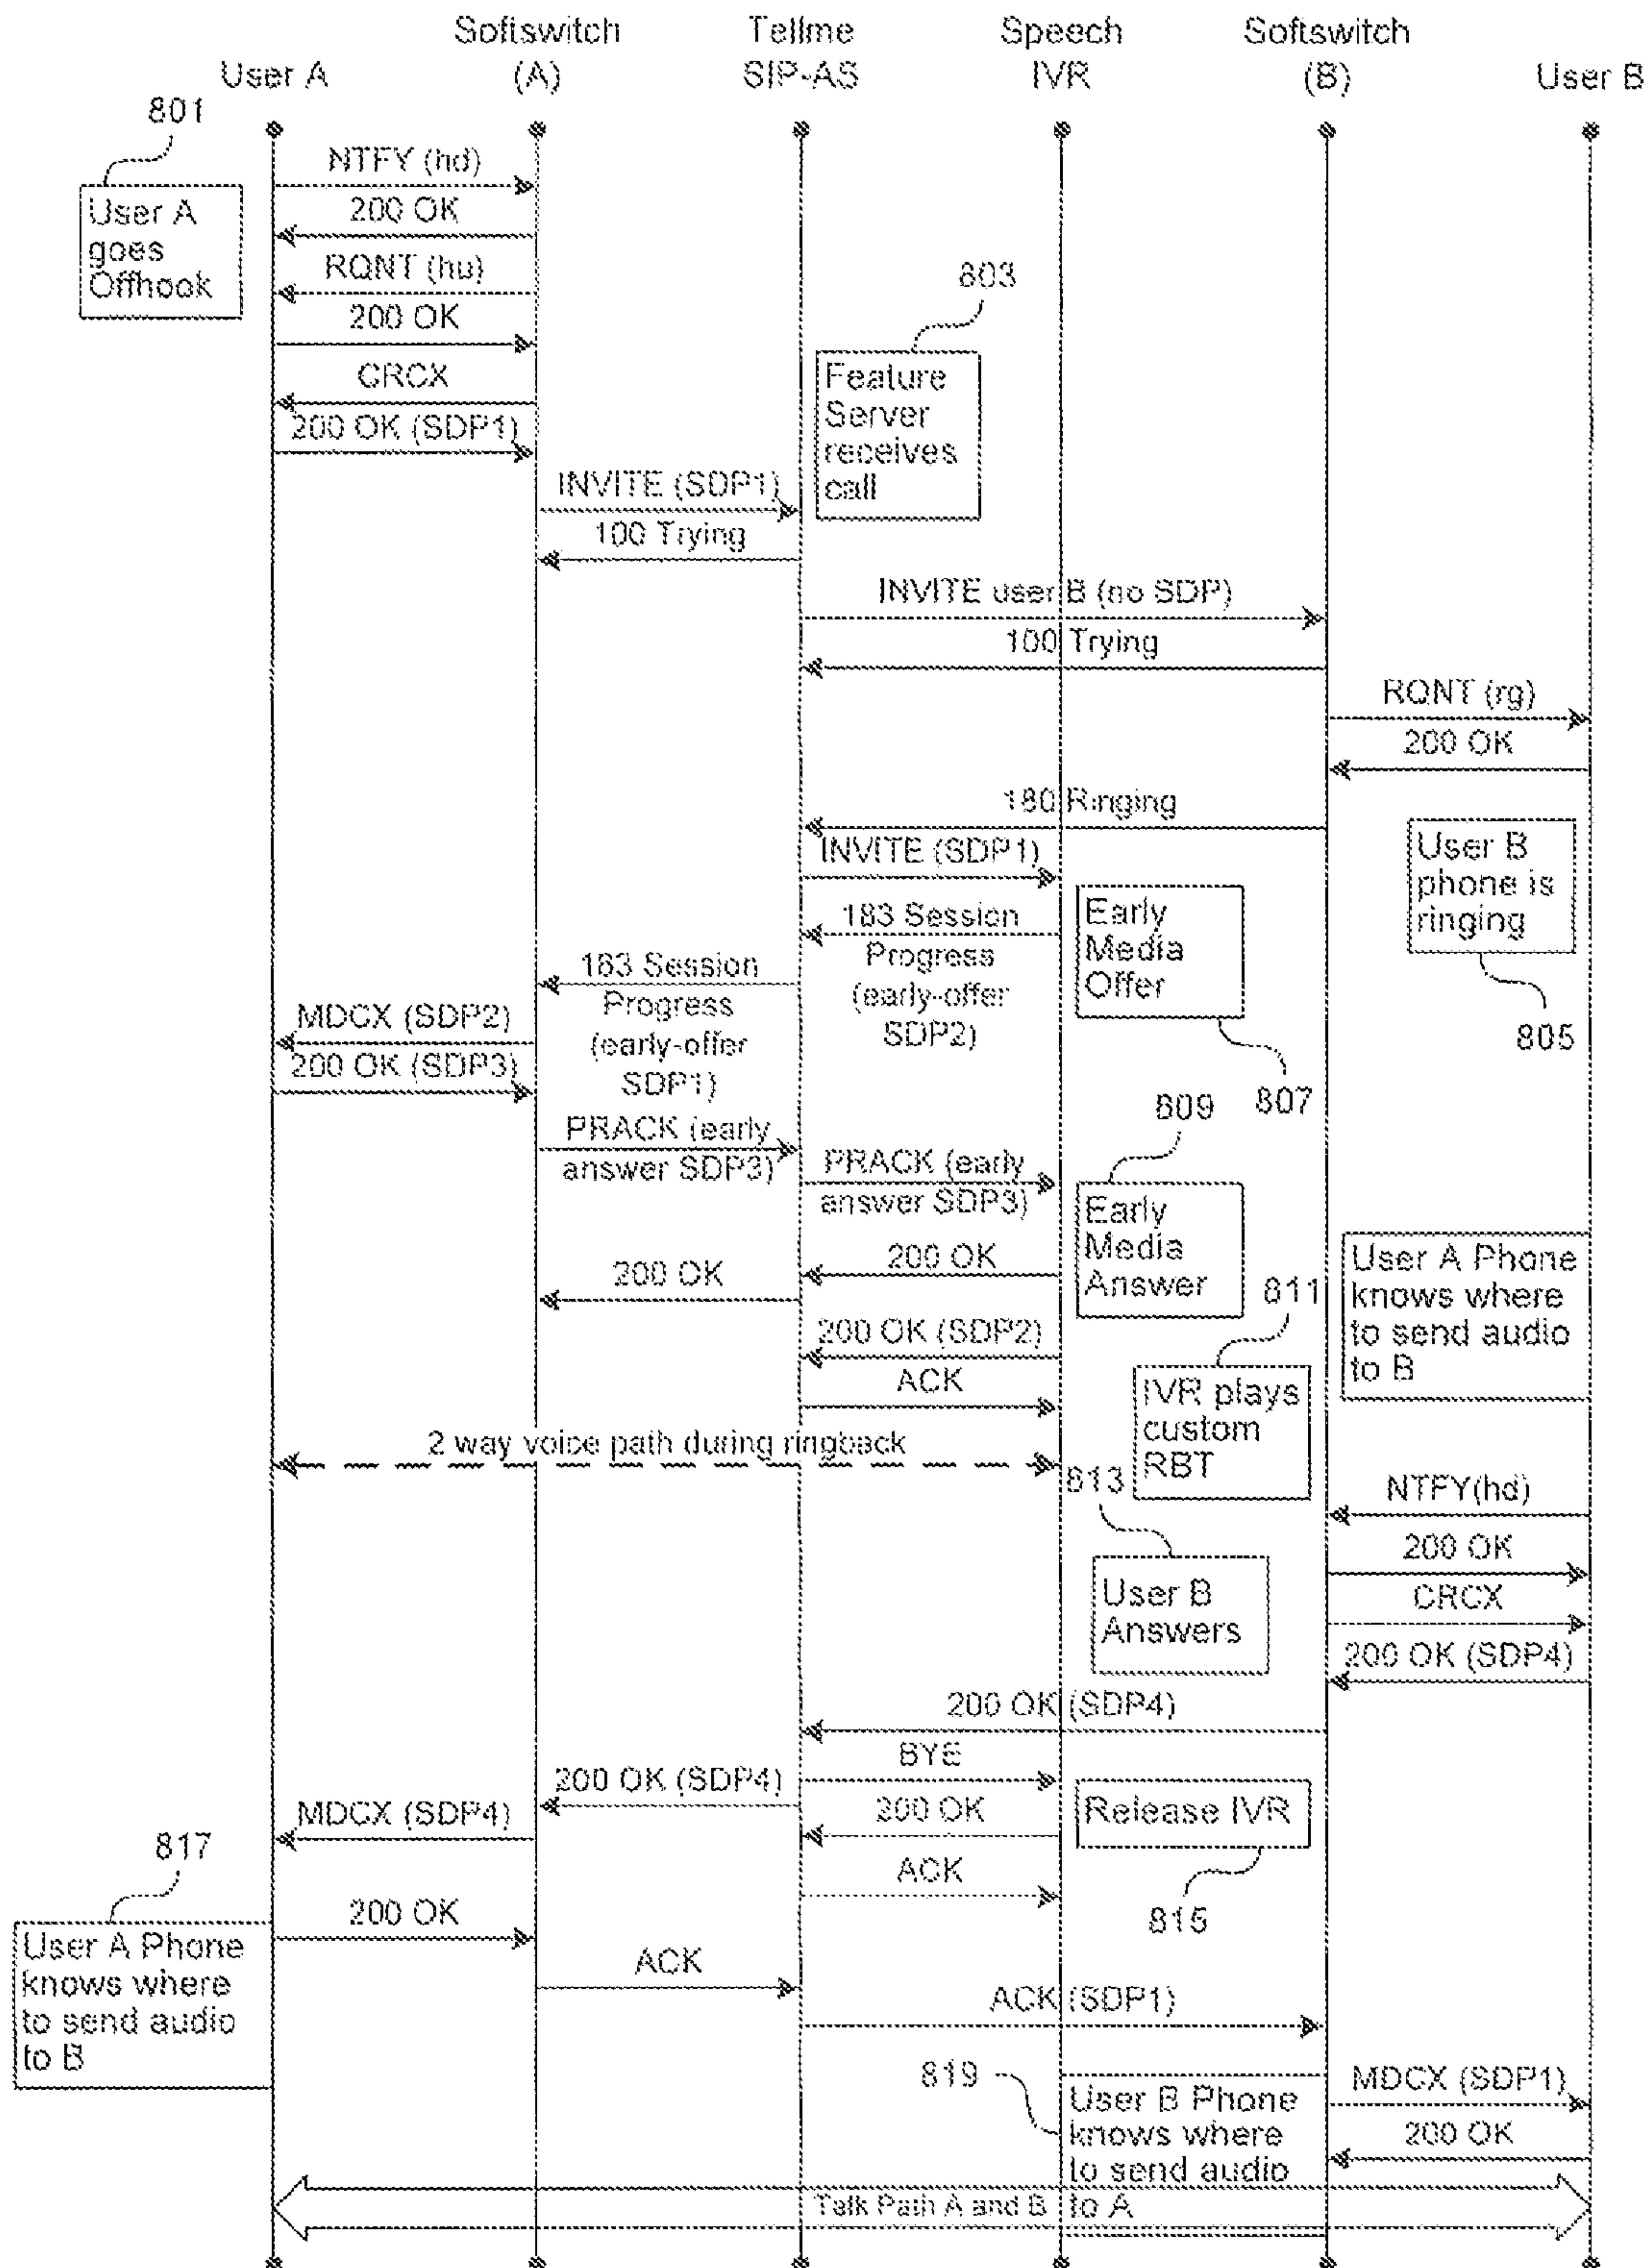 Softswitch
(A)
Tellme
SIP-AS
Speech
IVR
Softswitch
(B)
User A
User B
801
NTFY (hd)
User A
goes
Offhook
200 OK
RQNT (hu)
200 OK
803
CRCX
200 OK (SDP1)
Feature
Server
receives
call
INVITE (SDP1)
100 Trying
INVITE user B (no SDP)
100 Trying
RQNT (rg)
200 OK
180 Ringing
User B
phone is
ringing
805
INVITE (SDP1)
183 Session
Progress
(early-offer
SDP2)
Early
Media
Offer
807
183 Session
Progress
(early-offer
SDP1)
MDCX (SDP2)
200 OK (SDP3)
809
PRACK (early
answer SDP3)
PRACK (early
answer SDP3)
Early
Media
Answer
200 OK
200 OK
811
User A Phone
knows where
to send audio
to B
200 OK (SDP2)
ACK
IVR plays
custom
RBT
2 way voice path during ringback
813
NTFY(hd)
200 OK
User B
Answers
CRCX
200 OK (SDP4)
200 OK (SDP4)
BYE
200 OK (SDP4)
200 OK
Release IVR
815
MDCX (SDP4)
817
ACK
200 OK
User A Phone
knows where
to send audio
to B
ACK
ACK (SDP1)
819
User B Phone
knows where
to send audio
to A
MDCX (SDP1)
200 OK
Talk Path A and B